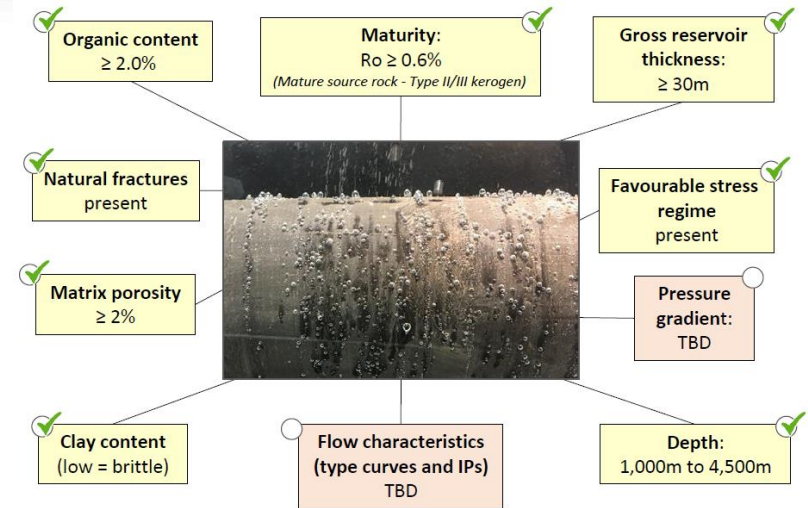 Organic content
≥ 2.0%
Maturity:
Ro ≥ 0.6%
(Mature source rock - Type II/III kerogen)
Gross reservoir
thickness:
≥ 30m
Natural fractures
present
Favourable stress
regime
present
Matrix porosity
≥ 2%
Pressure
gradient:
TBD
Clay content
(low = brittle)
Flow characteristics
(type curves and IPs)
TBD
Depth:
1,000m to 4,500m